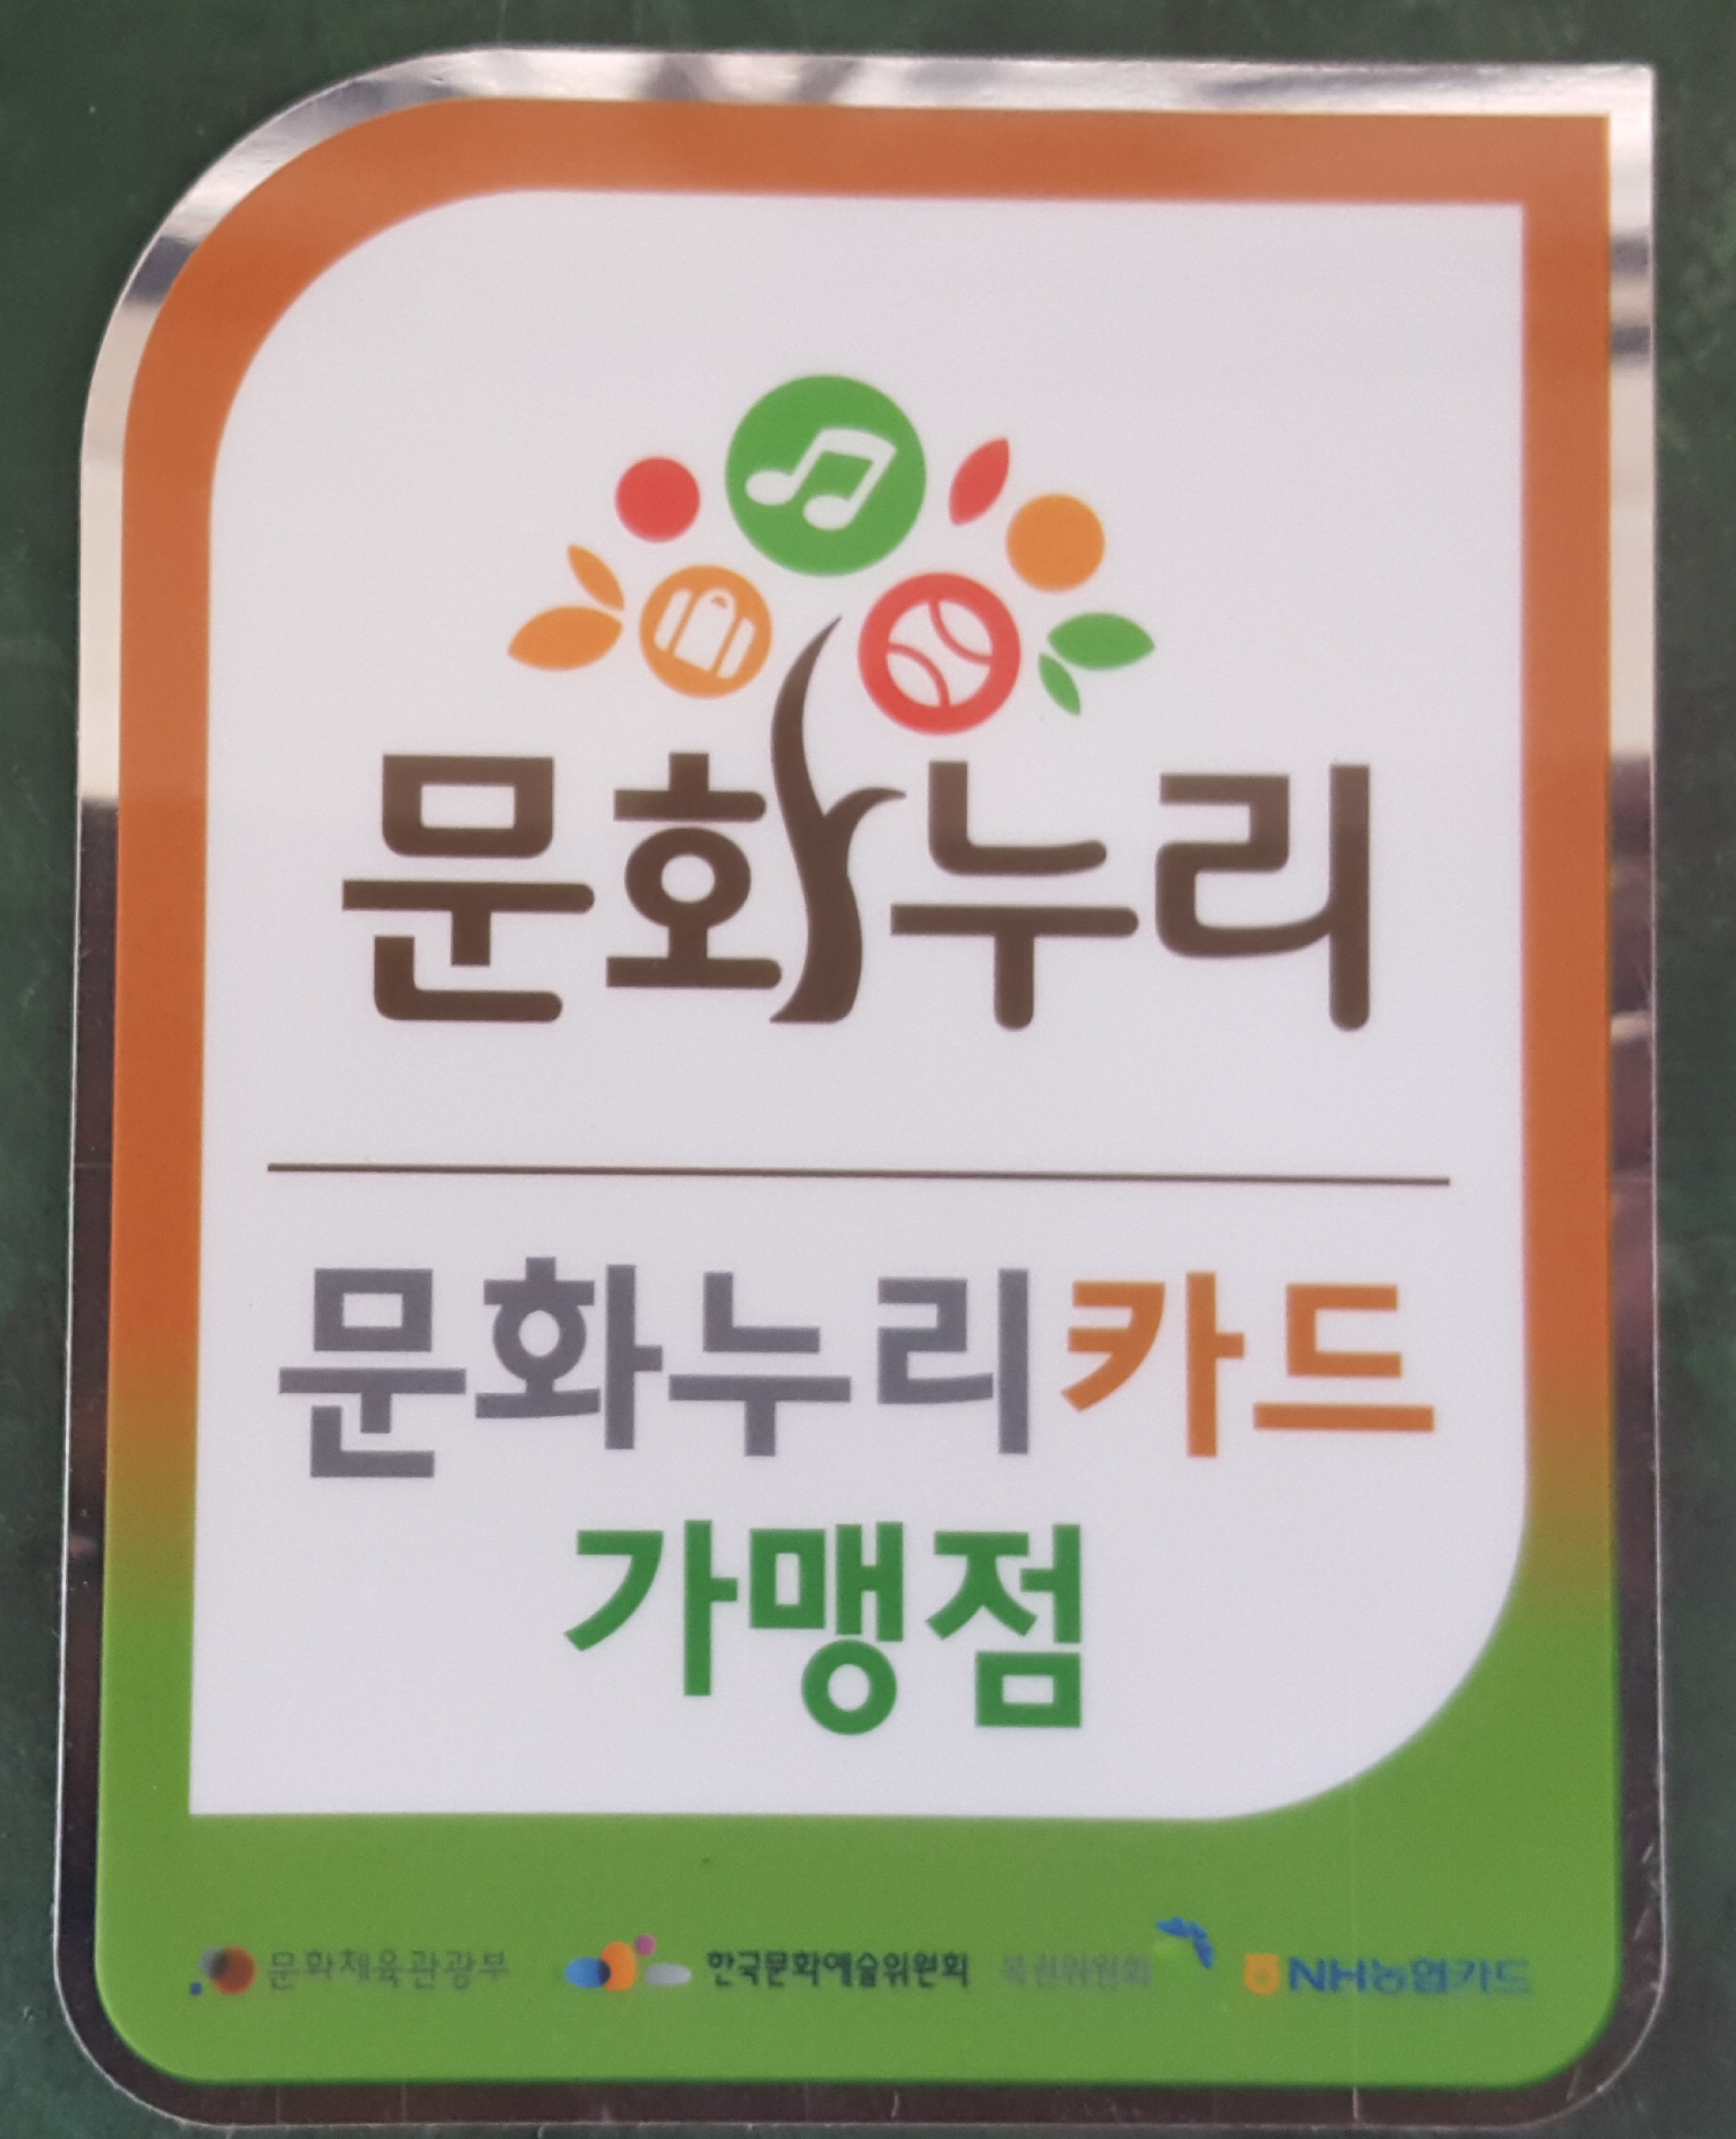 문화누리
문화누리카드
가맹점
문화체육관광부 한국문화예술위원회 복권위원회 NH농협카드